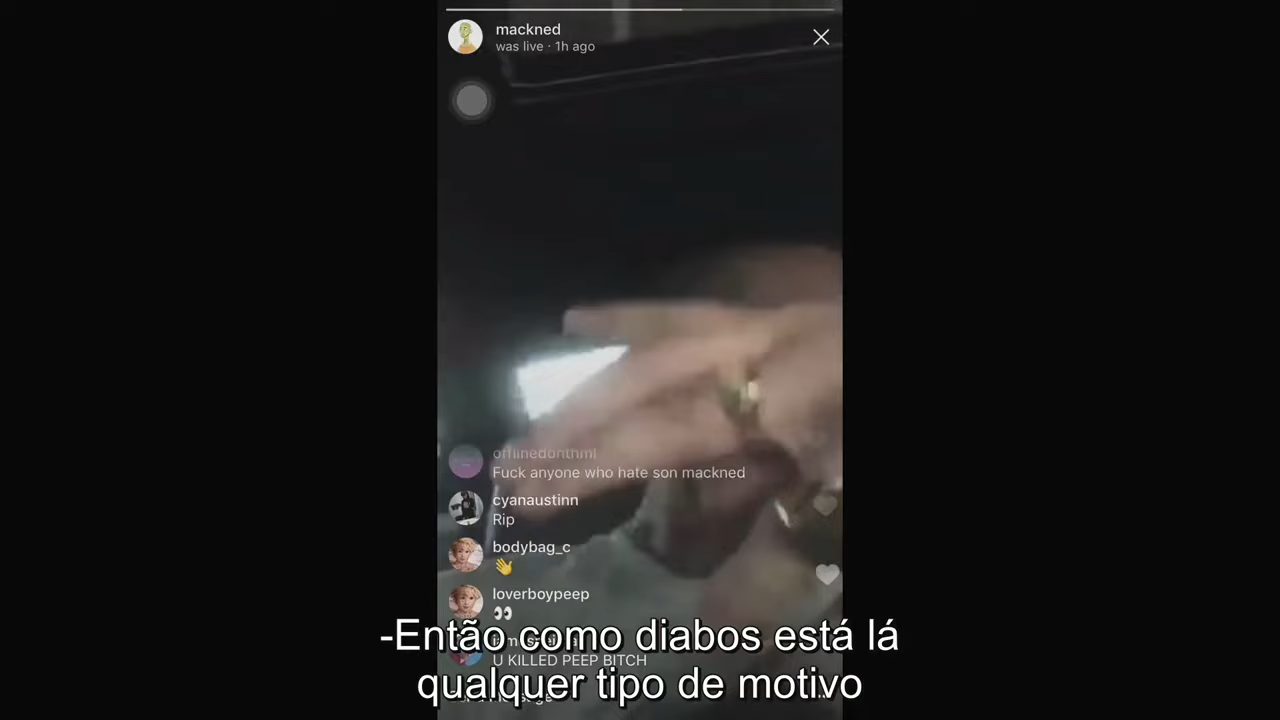 mackned
was live · 1h ago
offlinedonthml
Fuck anyone who hate son mackned
cyanaustinn
Rip
bodybag_c
👋
loverboypeep
👀
U KILLED PEEP BITCH
-Então como diabos está lá
qualquer tipo de motivo